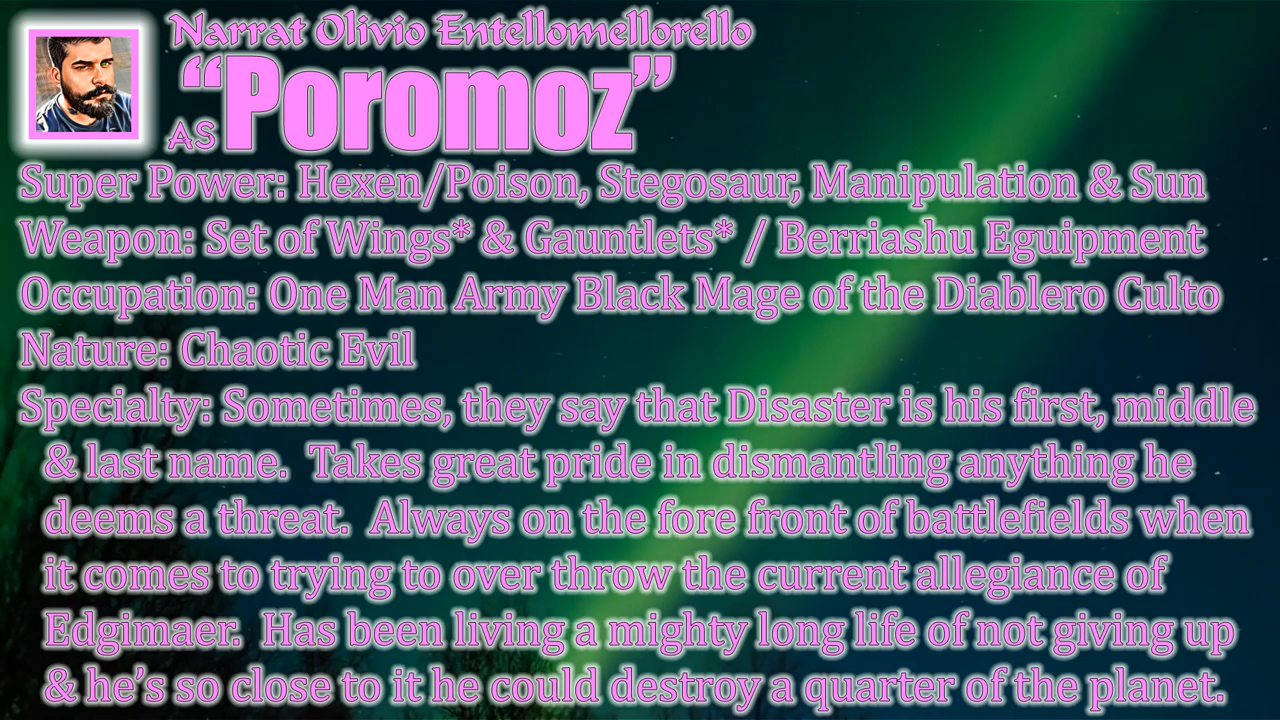 Narrat Olivio Entellomellorello
AS “Poromoz”
Super Power: Hexen/Poison, Stegosaur, Manipulation & Sun
Weapon: Set of Wings* & Gauntlets* / Berriashu Eguipment
Occupation: One Man Army Black Mage of the Diablero Culto
Nature: Chaotic Evil
Specialty: Sometimes, they say that Disaster is his first, middle
& last name.  Takes great pride in dismantling anything he
deems a threat.  Always on the fore front of battlefields when
it comes to trying to over throw the current allegiance of
Edgimaer.  Has been living a mighty long life of not giving up
& he’s so close to it he could destroy a quarter of the planet.